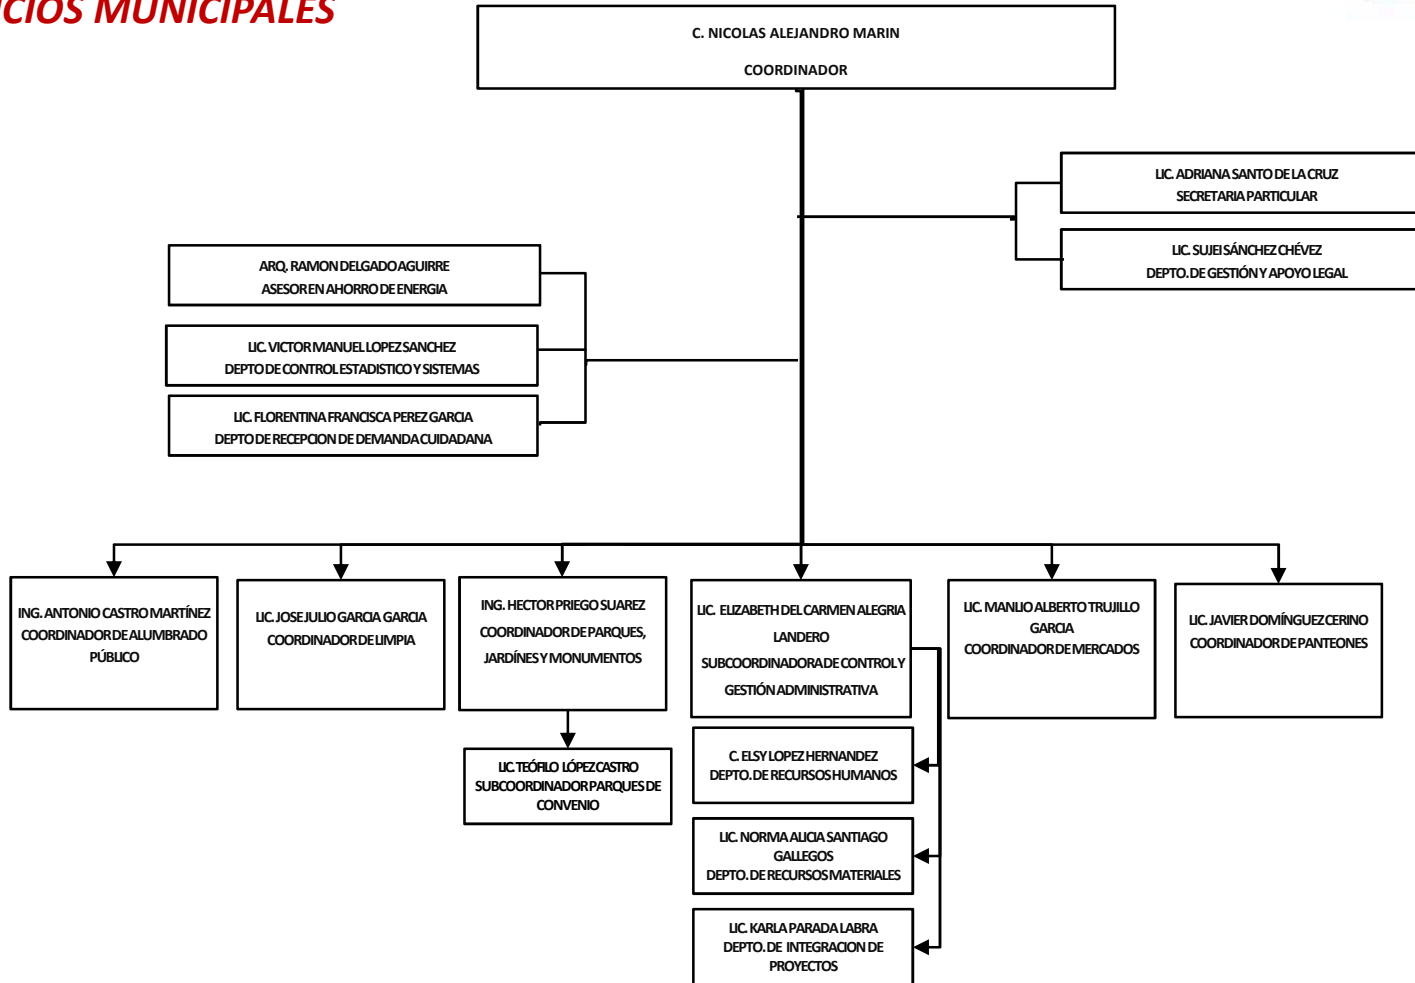 CIOS MUNICIPALES
C. NICOLAS ALEJANDRO MARIN
COORDINADOR
LIC. ADRIANA SANTO DE LA CRUZ
SECRETARIA PARTICULAR
LIC. SUJEI SÁNCHEZ CHÉVEZ
DEPTO. DE GESTIÓN Y APOYO LEGAL
ARQ. RAMON DELGADO AGUIRRE
ASESOR EN AHORRO DE ENERGIA
LIC. VICTOR MANUEL LOPEZ SANCHEZ
DEPTO DE CONTROL ESTADISTICO Y SISTEMAS
LIC. FLORENTINA FRANCISCA PEREZ GARCIA
DEPTO DE RECEPCION DE DEMANDA CUIDADANA
ING. ANTONIO CASTRO MARTÍNEZ
COORDINADOR DE ALUMBRADO
PÚBLICO
LIC. JOSE JULIO GARCIA GARCIA
COORDINADOR DE LIMPIA
ING. HECTOR PRIEGO SUAREZ
COORDINADOR DE PARQUES,
JARDÍNES Y MONUMENTOS
LIC. ELIZABETH DEL CARMEN ALEGRIA
LANDERO
SUBCOORDINADORA DE CONTROL Y
GESTIÓN ADMINISTRATIVA
LIC. MANLIO ALBERTO TRUJILLO
GARCIA
COORDINADOR DE MERCADOS
LIC. JAVIER DOMÍNGUEZ CERINO
COORDINADOR DE PANTEONES
LIC. TEÓFILO LÓPEZ CASTRO
SUBCOORDINADOR PARQUES DE
CONVENIO
C. ELSY LOPEZ HERNANDEZ
DEPTO. DE RECURSOS HUMANOS
LIC. NORMA ALICIA SANTIAGO
GALLEGOS
DEPTO. DE RECURSOS MATERIALES
LIC. KARLA PARADA LABRA
DEPTO. DE INTEGRACION DE
PROYECTOS